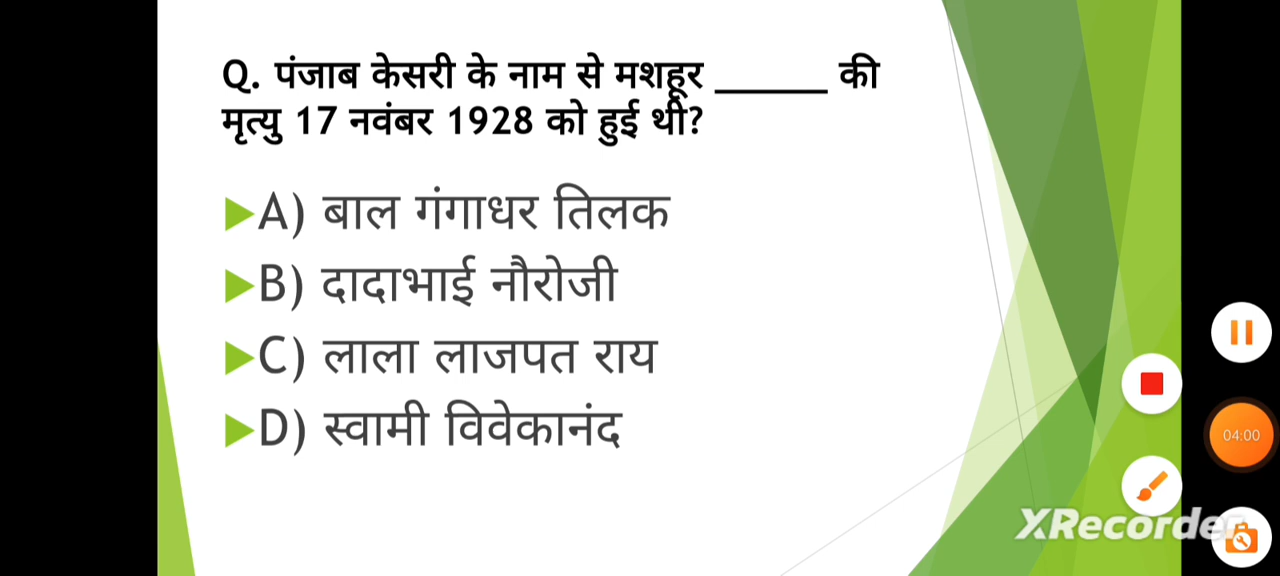 Q. पंजाब केसरी के नाम से मशहूर ______ की
मृत्यु 17 नवंबर 1928 को हुई थी?
A) बाल गंगाधर तिलक
B) दादाभाई नौरोजी
C) लाला लाजपत राय
D) स्वामी विवेकानंद
04:00
XRecorder